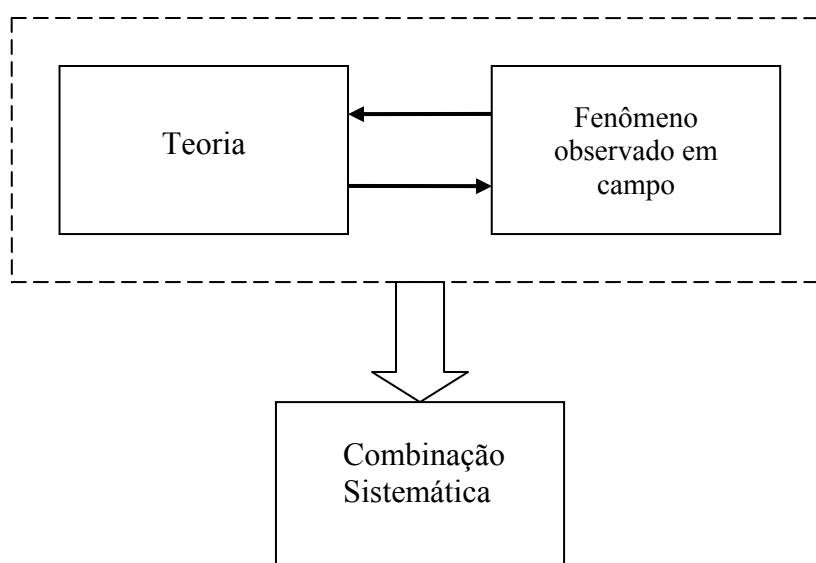 Teoria
Fenômeno
observado em
campo
Combinação
Sistemática